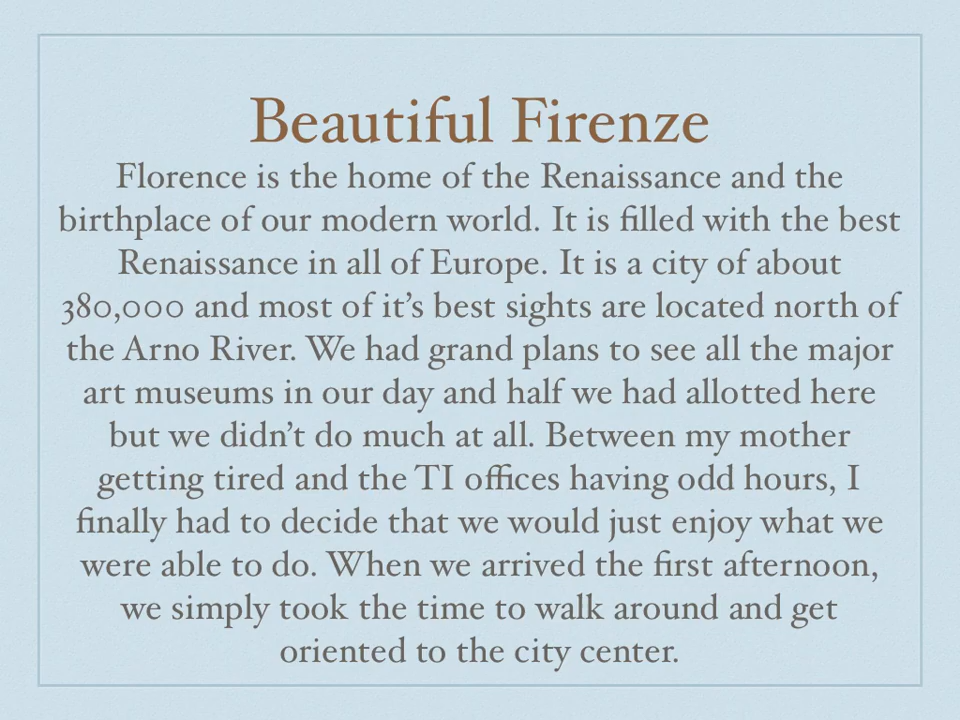 Beautiful Firenze
Florence is the home of the Renaissance and the
birthplace of our modern world. It is filled with the best
Renaissance in all of Europe. It is a city of about
380,000 and most of it's best sights are located north of
the Arno River. We had grand plans to see all the major
art museums in our day and half we had allotted here
but we didn't do much at all. Between my mother
getting tired and the TI offices having odd hours, I
finally had to decide that we would just enjoy what we
were able to do. When we arrived the first afternoon,
we simply took the time to walk around and get
oriented to the city center.